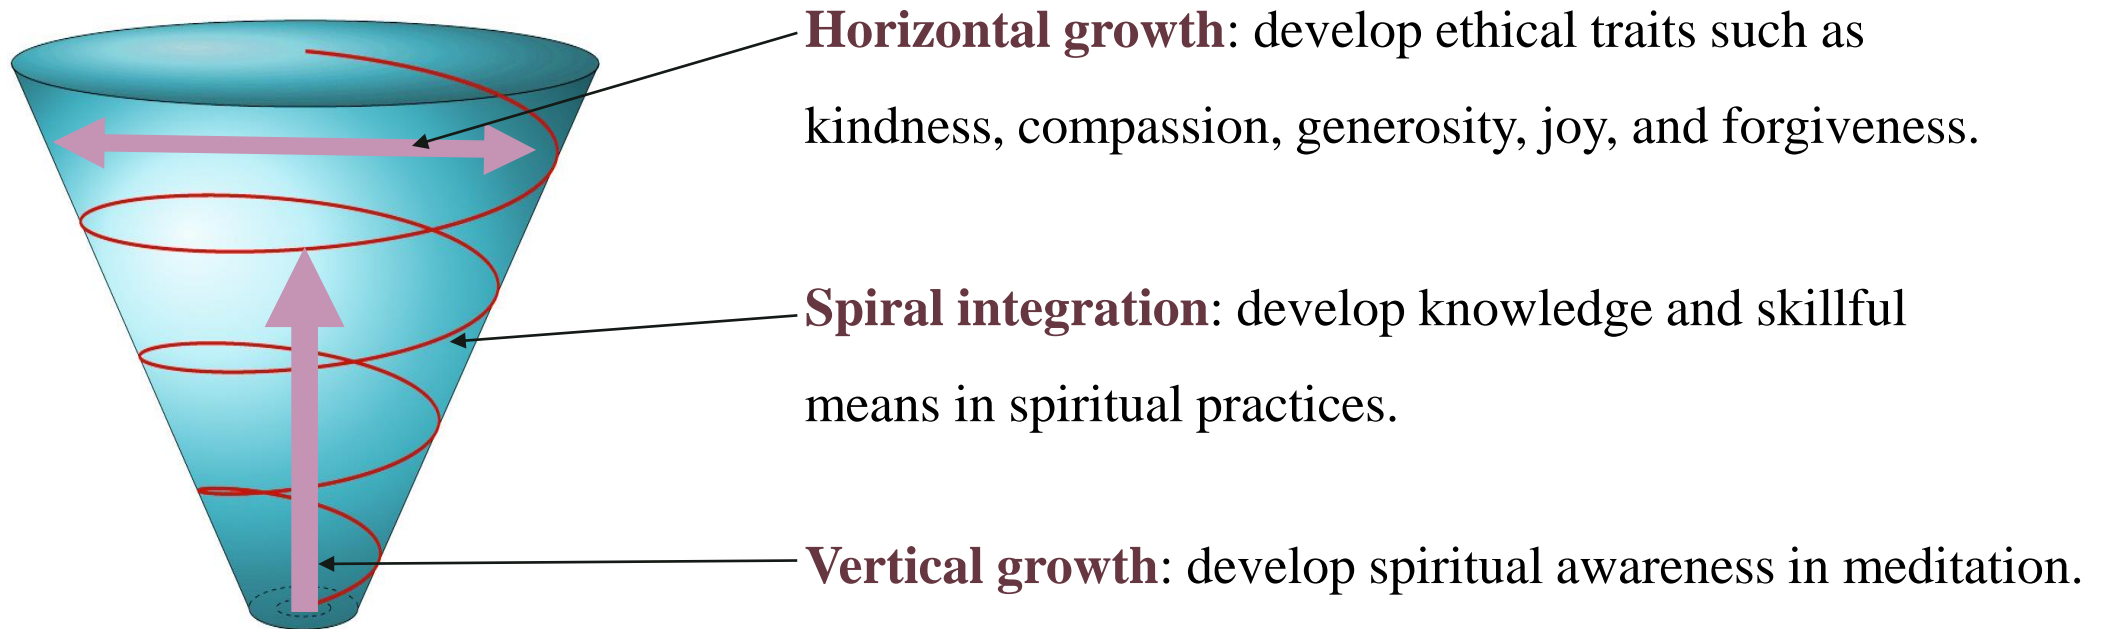 Horizontal growth: develop ethical traits such as
kindness, compassion, generosity, joy, and forgiveness.
Spiral integration: develop knowledge and skillful
means in spiritual practices.
Vertical growth: develop spiritual awareness in meditation.